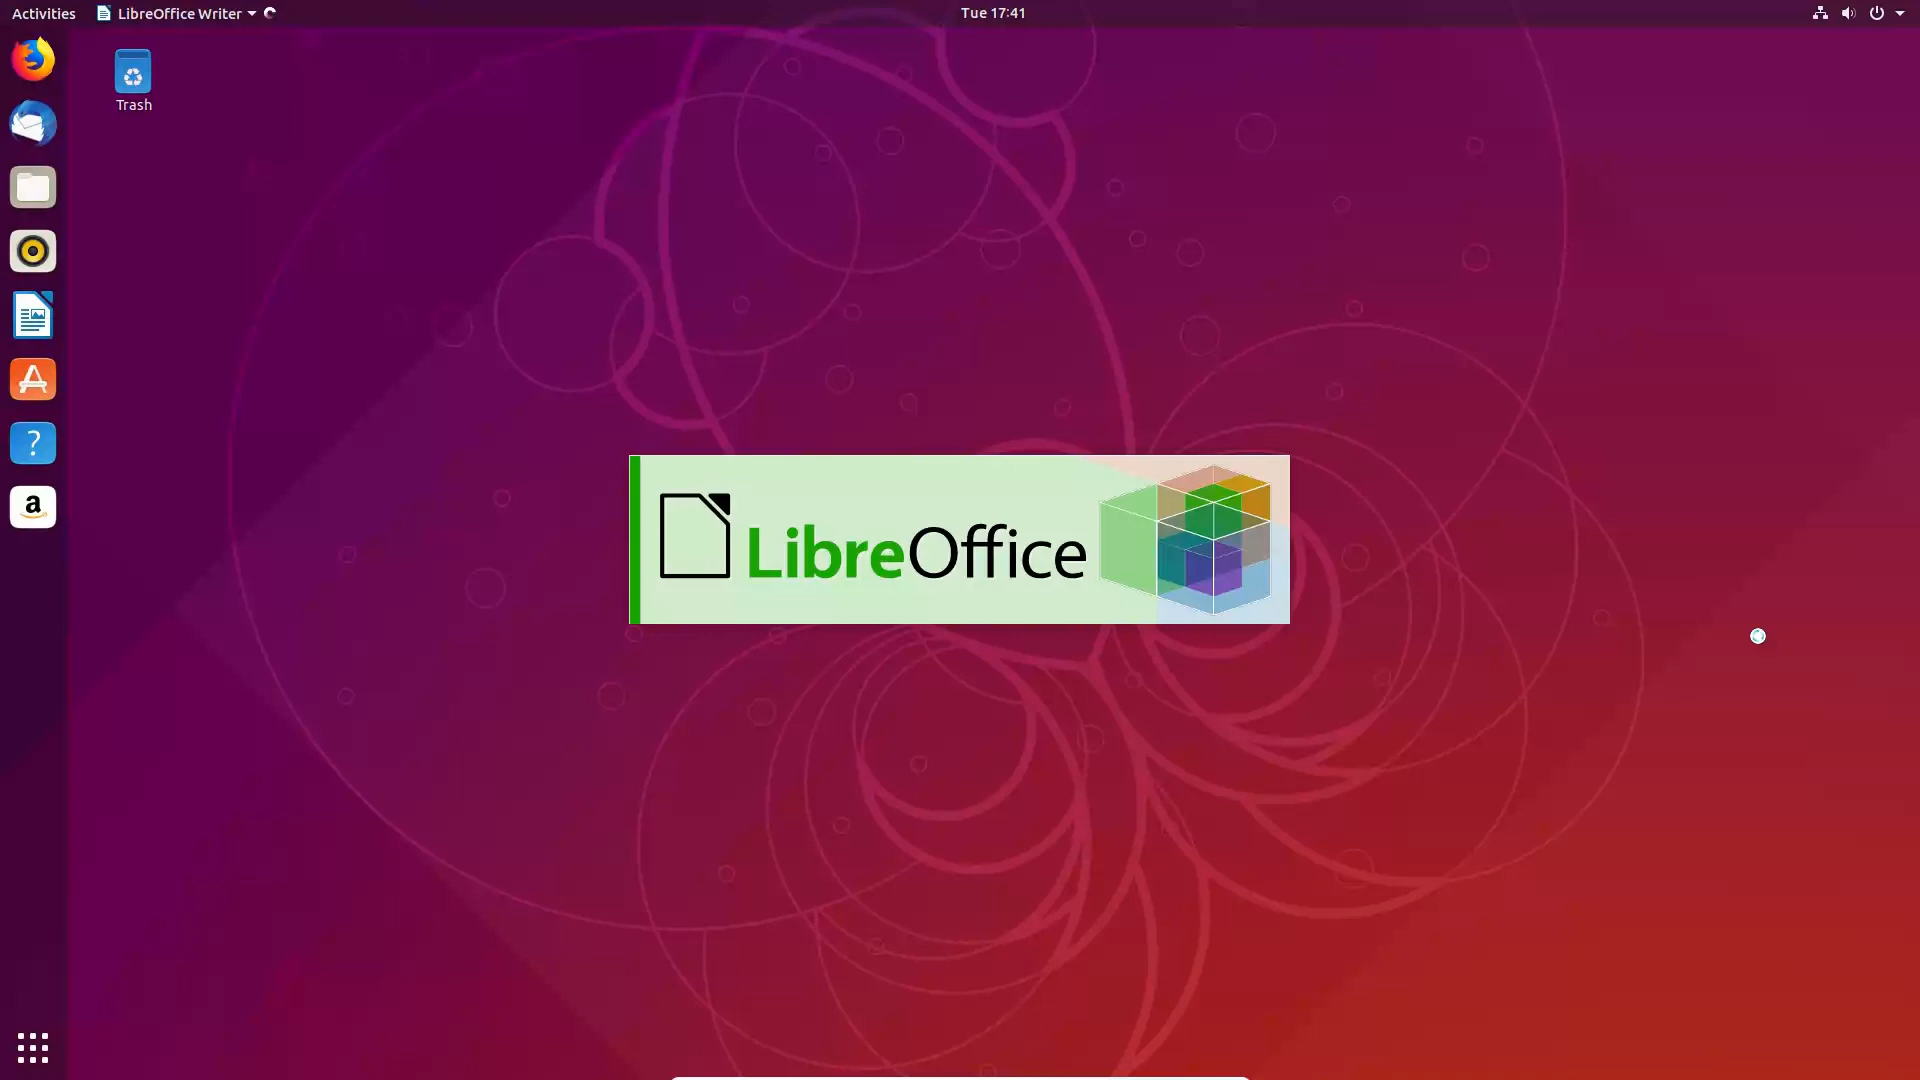 Activities
LibreOffice Writer
Tue 17:41
Trash
LibreOffice
?
a